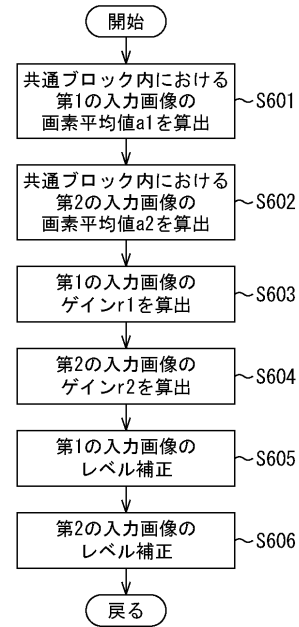 開始
共通ブロック内における
第1の入力画像の
画素平均値a1を算出
S601
共通ブロック内における
第2の入力画像の
画素平均値a2を算出
S602
第1の入力画像の
ゲインr1を算出
S603
第2の入力画像の
ゲインr2を算出
S604
第1の入力画像の
レベル補正
S605
第2の入力画像の
レベル補正
S606
戻る